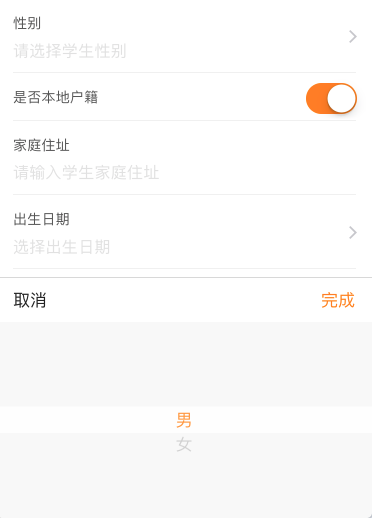 性别
请选择学生性别
是否本地户籍
家庭住址
请输入学生家庭住址
出生日期
选择出生日期
取消 完成
男
女